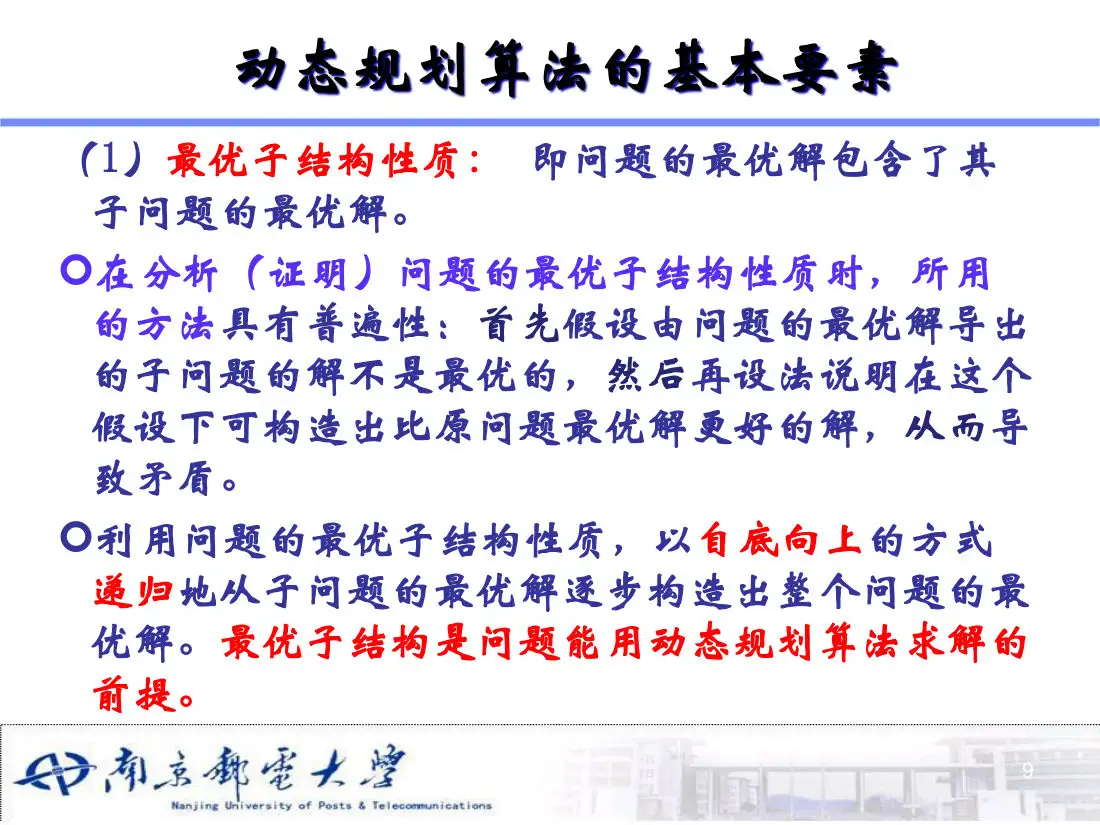 动态规划算法的基本要素
（1）最优子结构性质： 即问题的最优解包含了其
子问题的最优解。
在分析（证明）问题的最优子结构性质时，所用
的方法具有普遍性：首先假设由问题的最优解导出
的子问题的解不是最优的，然后再设法说明在这个
假设下可构造出比原问题最优解更好的解，从而导
致矛盾。
利用问题的最优子结构性质，以自底向上的方式
递归地从子问题的最优解逐步构造出整个问题的最
优解。最优子结构是问题能用动态规划算法求解的
前提。
南京郵電大學
Nanjing University of Posts & Telecommunications
9